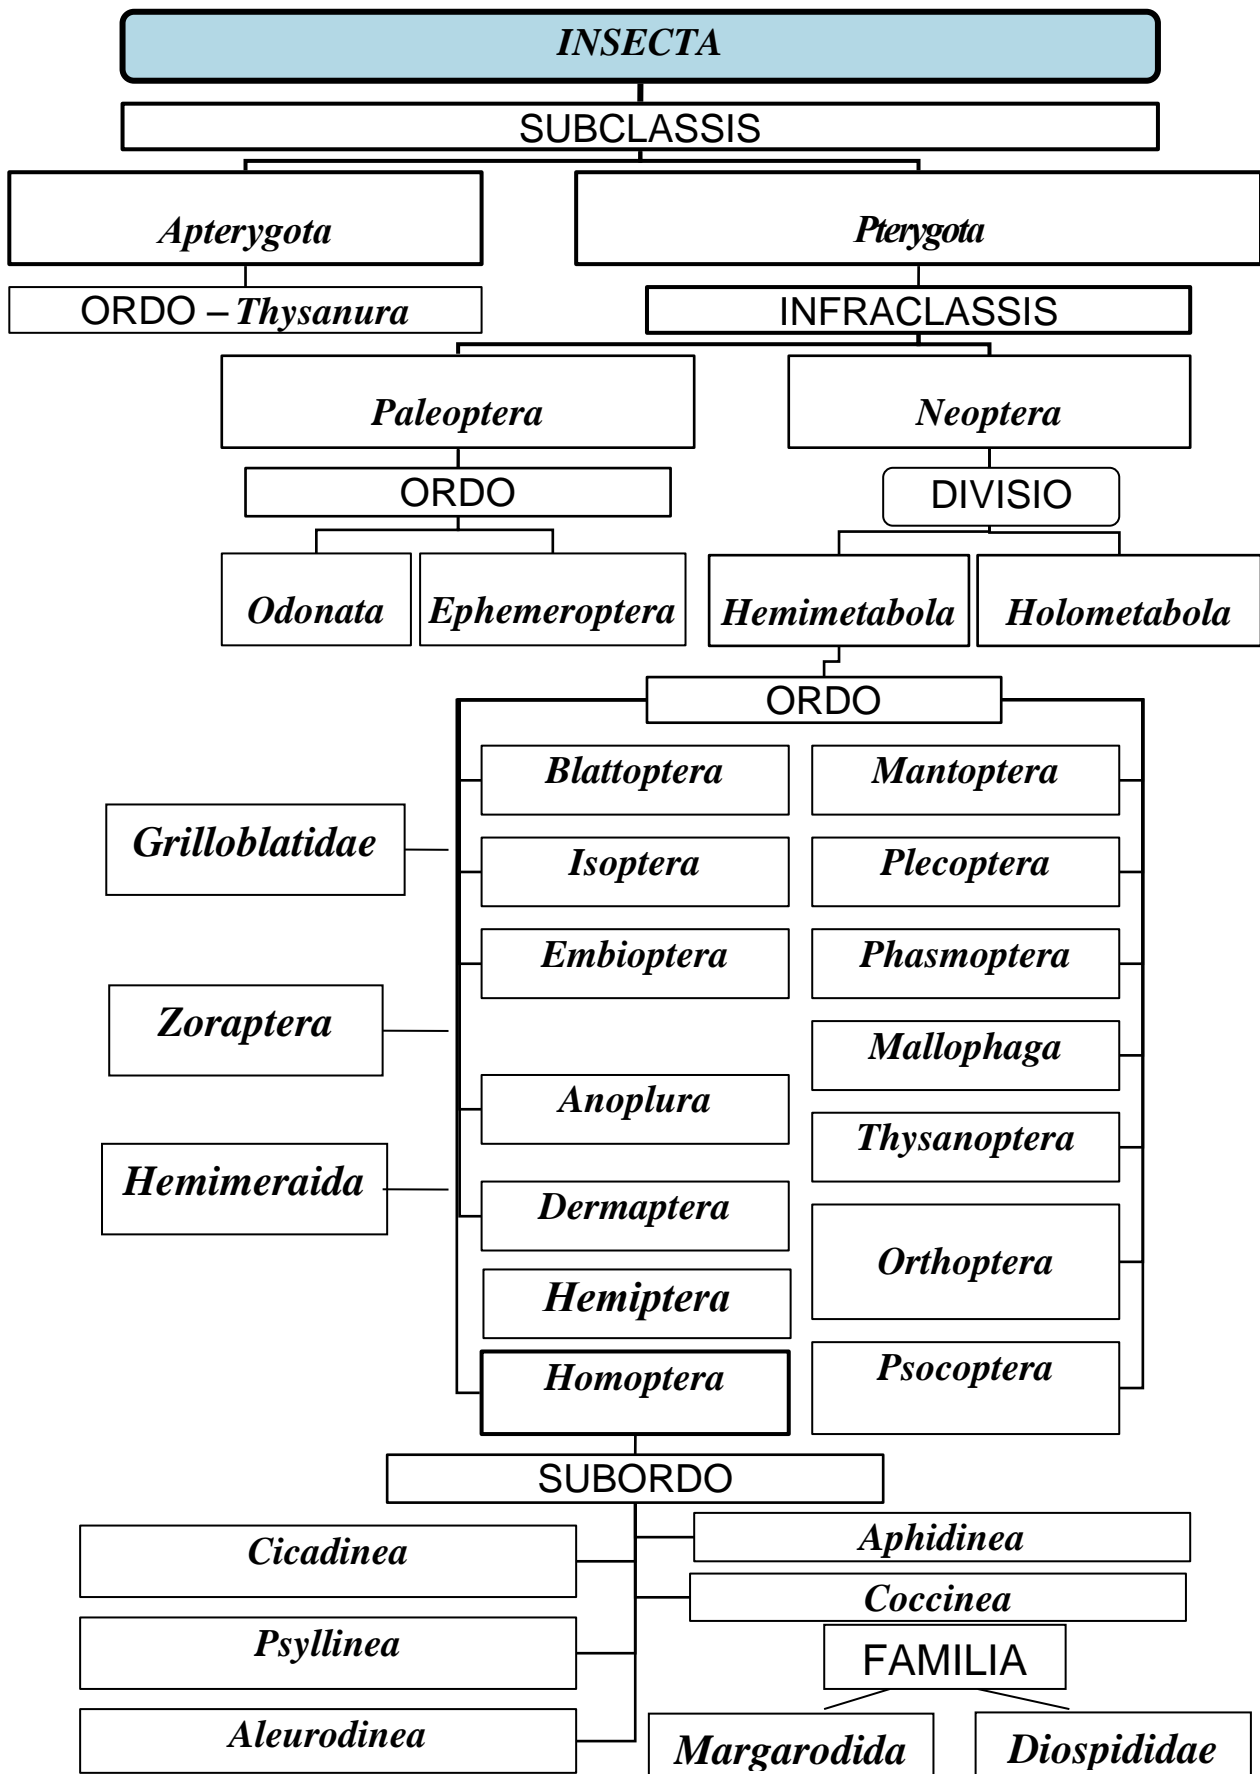 INSECTA
SUBCLASSIS
Apterygota
Pterygota
ORDO – Thysanura
INFRACLASSIS
Paleoptera
Neoptera
ORDO
DIVISIO
Odonata
Ephemeroptera
Hemimetabola
Holometabola
ORDO
Blattoptera
Mantoptera
Grilloblatidae
Isoptera
Plecoptera
Embioptera
Phasmoptera
Zoraptera
Mallophaga
Anoplura
Thysanoptera
Hemimeraida
Dermaptera
Orthoptera
Hemiptera
Homoptera
Psocoptera
SUBORDO
Cicadinea
Aphidinea
Coccinea
Psyllinea
FAMILIA
Aleurodinea
Margarodida
Diospididae